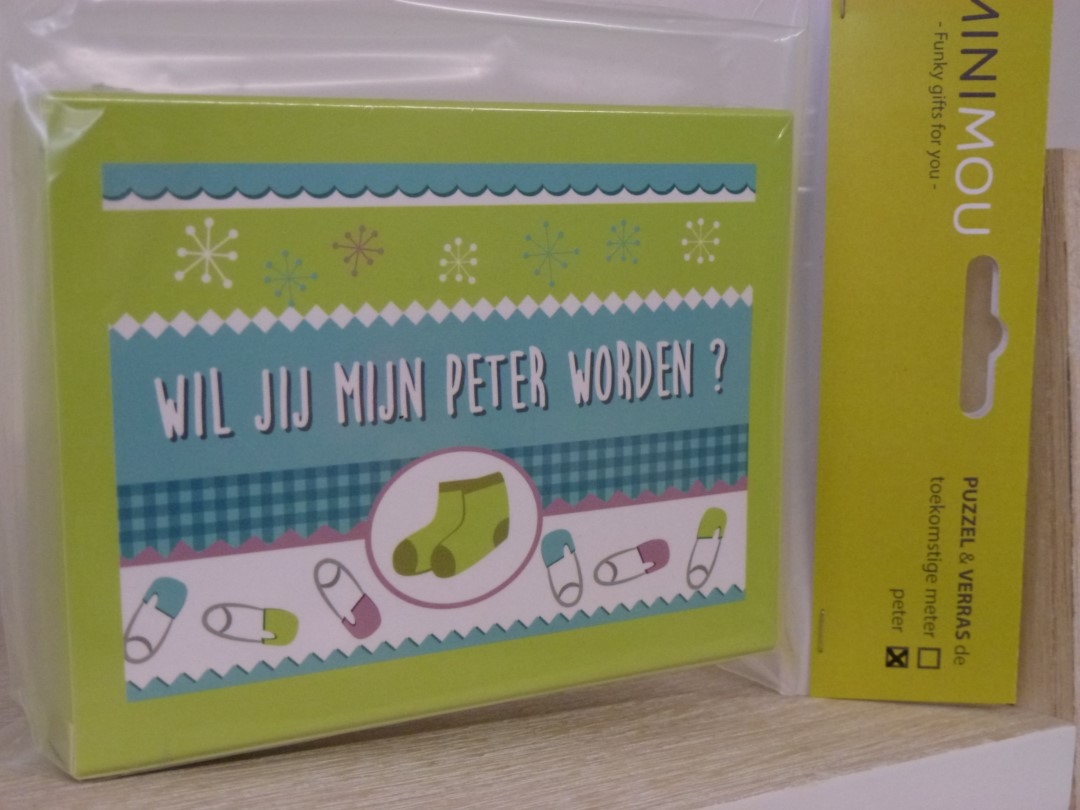 WIL JIJ MIJN PETER WORDEN ?
MINIMOU
- Funky gifts for you -
PUZZEL & VERRAS de
toekomstige meter
peter